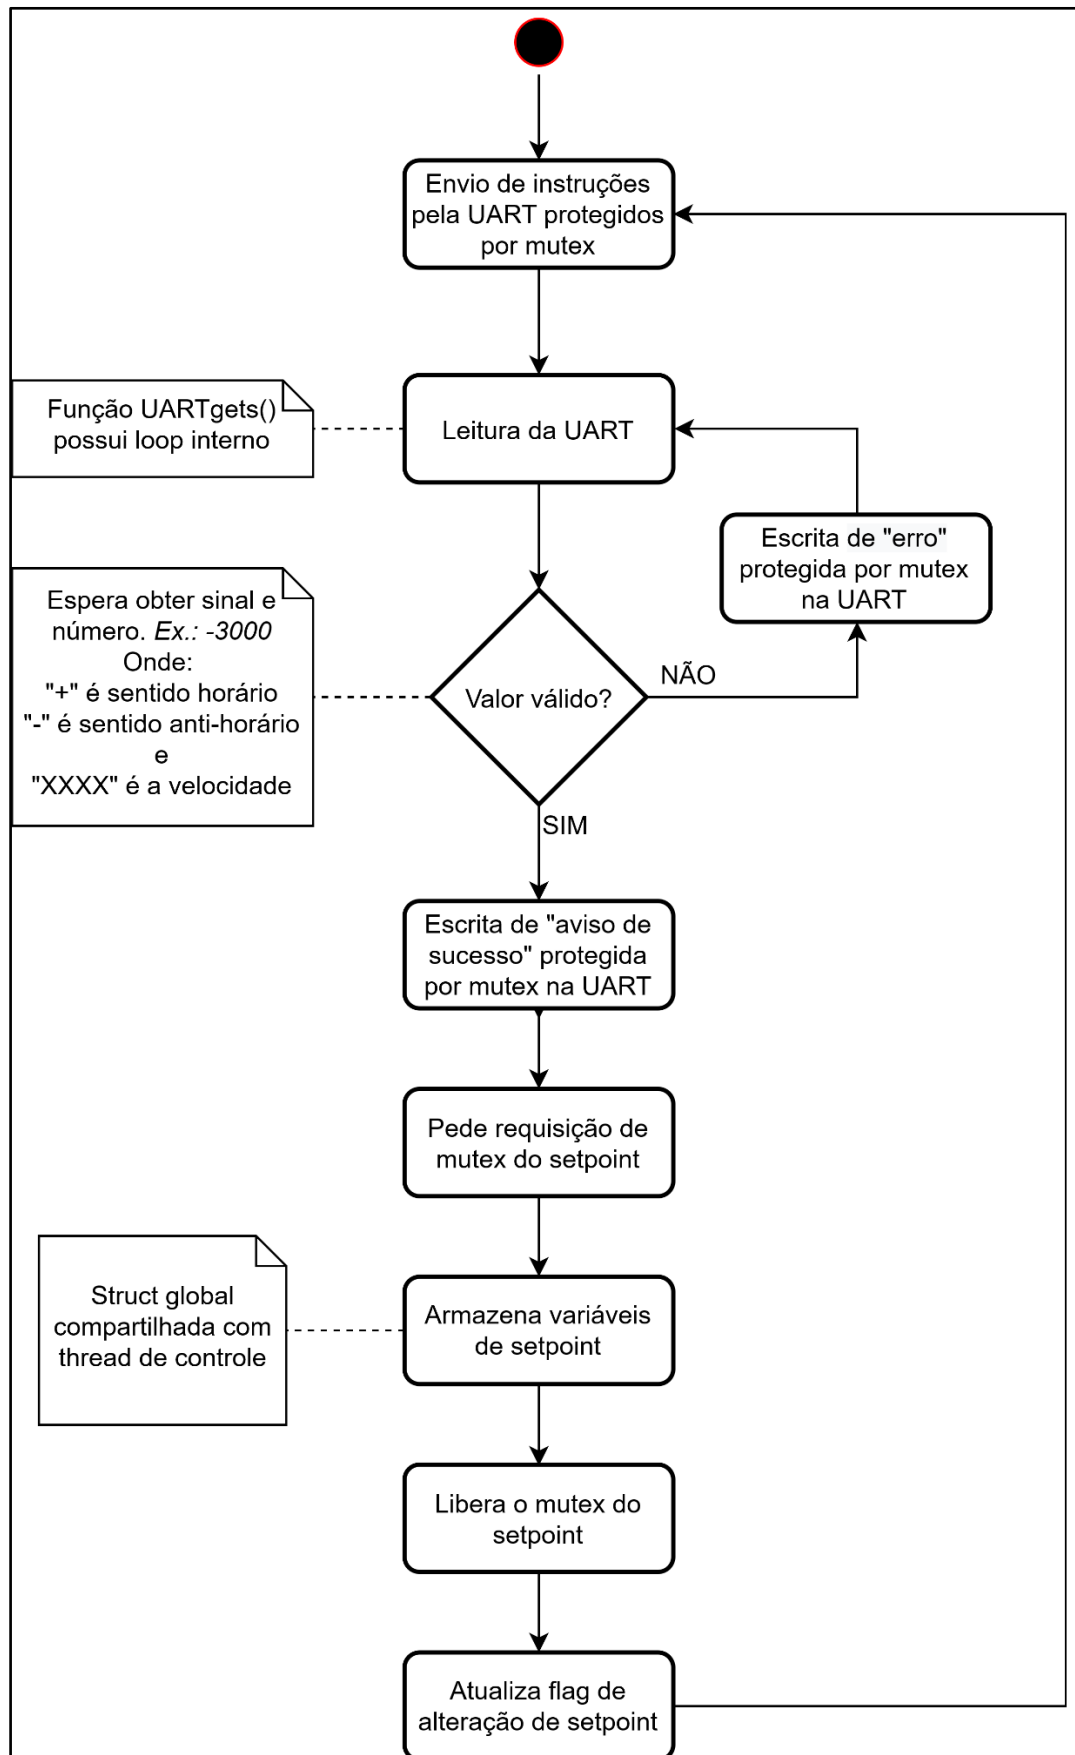 Envio de instruções
pela UART protegidos
por mutex
Função UARTgets()
possui loop interno
Leitura da UART
Escrita de "erro"
protegida por mutex
na UART
Espera obter sinal e
número. Ex.: -3000
Onde:
"+" é sentido horário
"-" é sentido anti-horário
e
"XXXX" é a velocidade
Valor válido?
NÃO
SIM
Escrita de "aviso de
sucesso" protegida
por mutex na UART
Pede requisição de
mutex do setpoint
Struct global
compartilhada com
thread de controle
Armazena variáveis
de setpoint
Libera o mutex do
setpoint
Atualiza flag de
alteração de setpoint